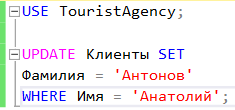 USE TouristAgency;
UPDATE Клиенты SET
Фамилия = 'Антонов'
WHERE Имя = 'Анатолий';